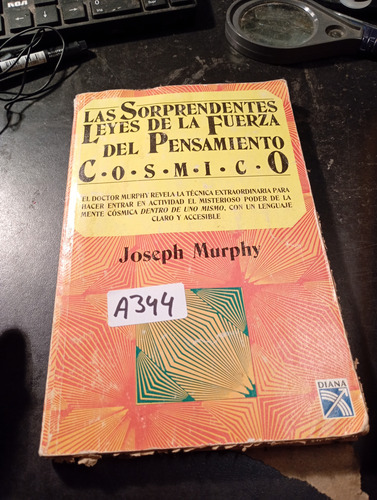 RCA
LAS SORPRENDENTES
LEYES DE LA FUERZA
DEL PENSAMIENTO
C·O·S·M·I·C·O
EL DOCTOR MURPHY REVELA LA TÉCNICA EXTRAORDINARIA PARA
HACER ENTRAR EN ACTIVIDAD EL MISTERIOSO PODER DE LA
MENTE CÓSMICA DENTRO DE UNO MISMO, CON UN LENGUAJE
CLARO Y ACCESIBLE
Joseph Murphy
A344
DIANA